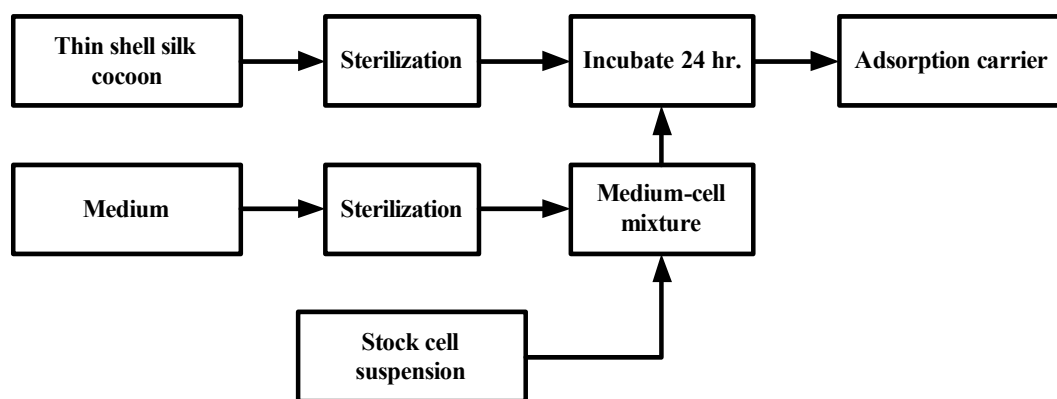 Thin shell silk
cocoon
Sterilization
Incubate 24 hr.
Adsorption carrier
Medium
Sterilization
Medium-cell
mixture
Stock cell
suspension